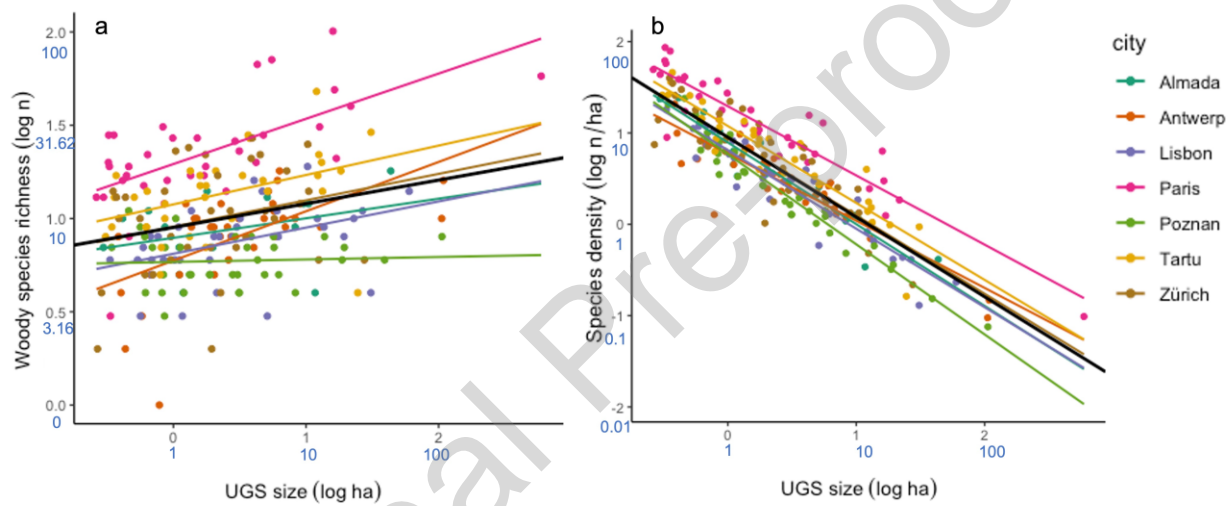 a
Woody species richness (log n)
2.0
100
1.5
31.62
1.0
10
0.5
3.16
0.0
0
0 1 2
1 10 100
UGS size (log ha)
b
Species density (log n/ha)
2
100
1
10
0
1
-1
0.1
-2
0.01
0 1 2
1 10 100
UGS size (log ha)
city
Almada
Antwerp
Lisbon
Paris
Poznan
Tartu
Zürich
al Pre-proo